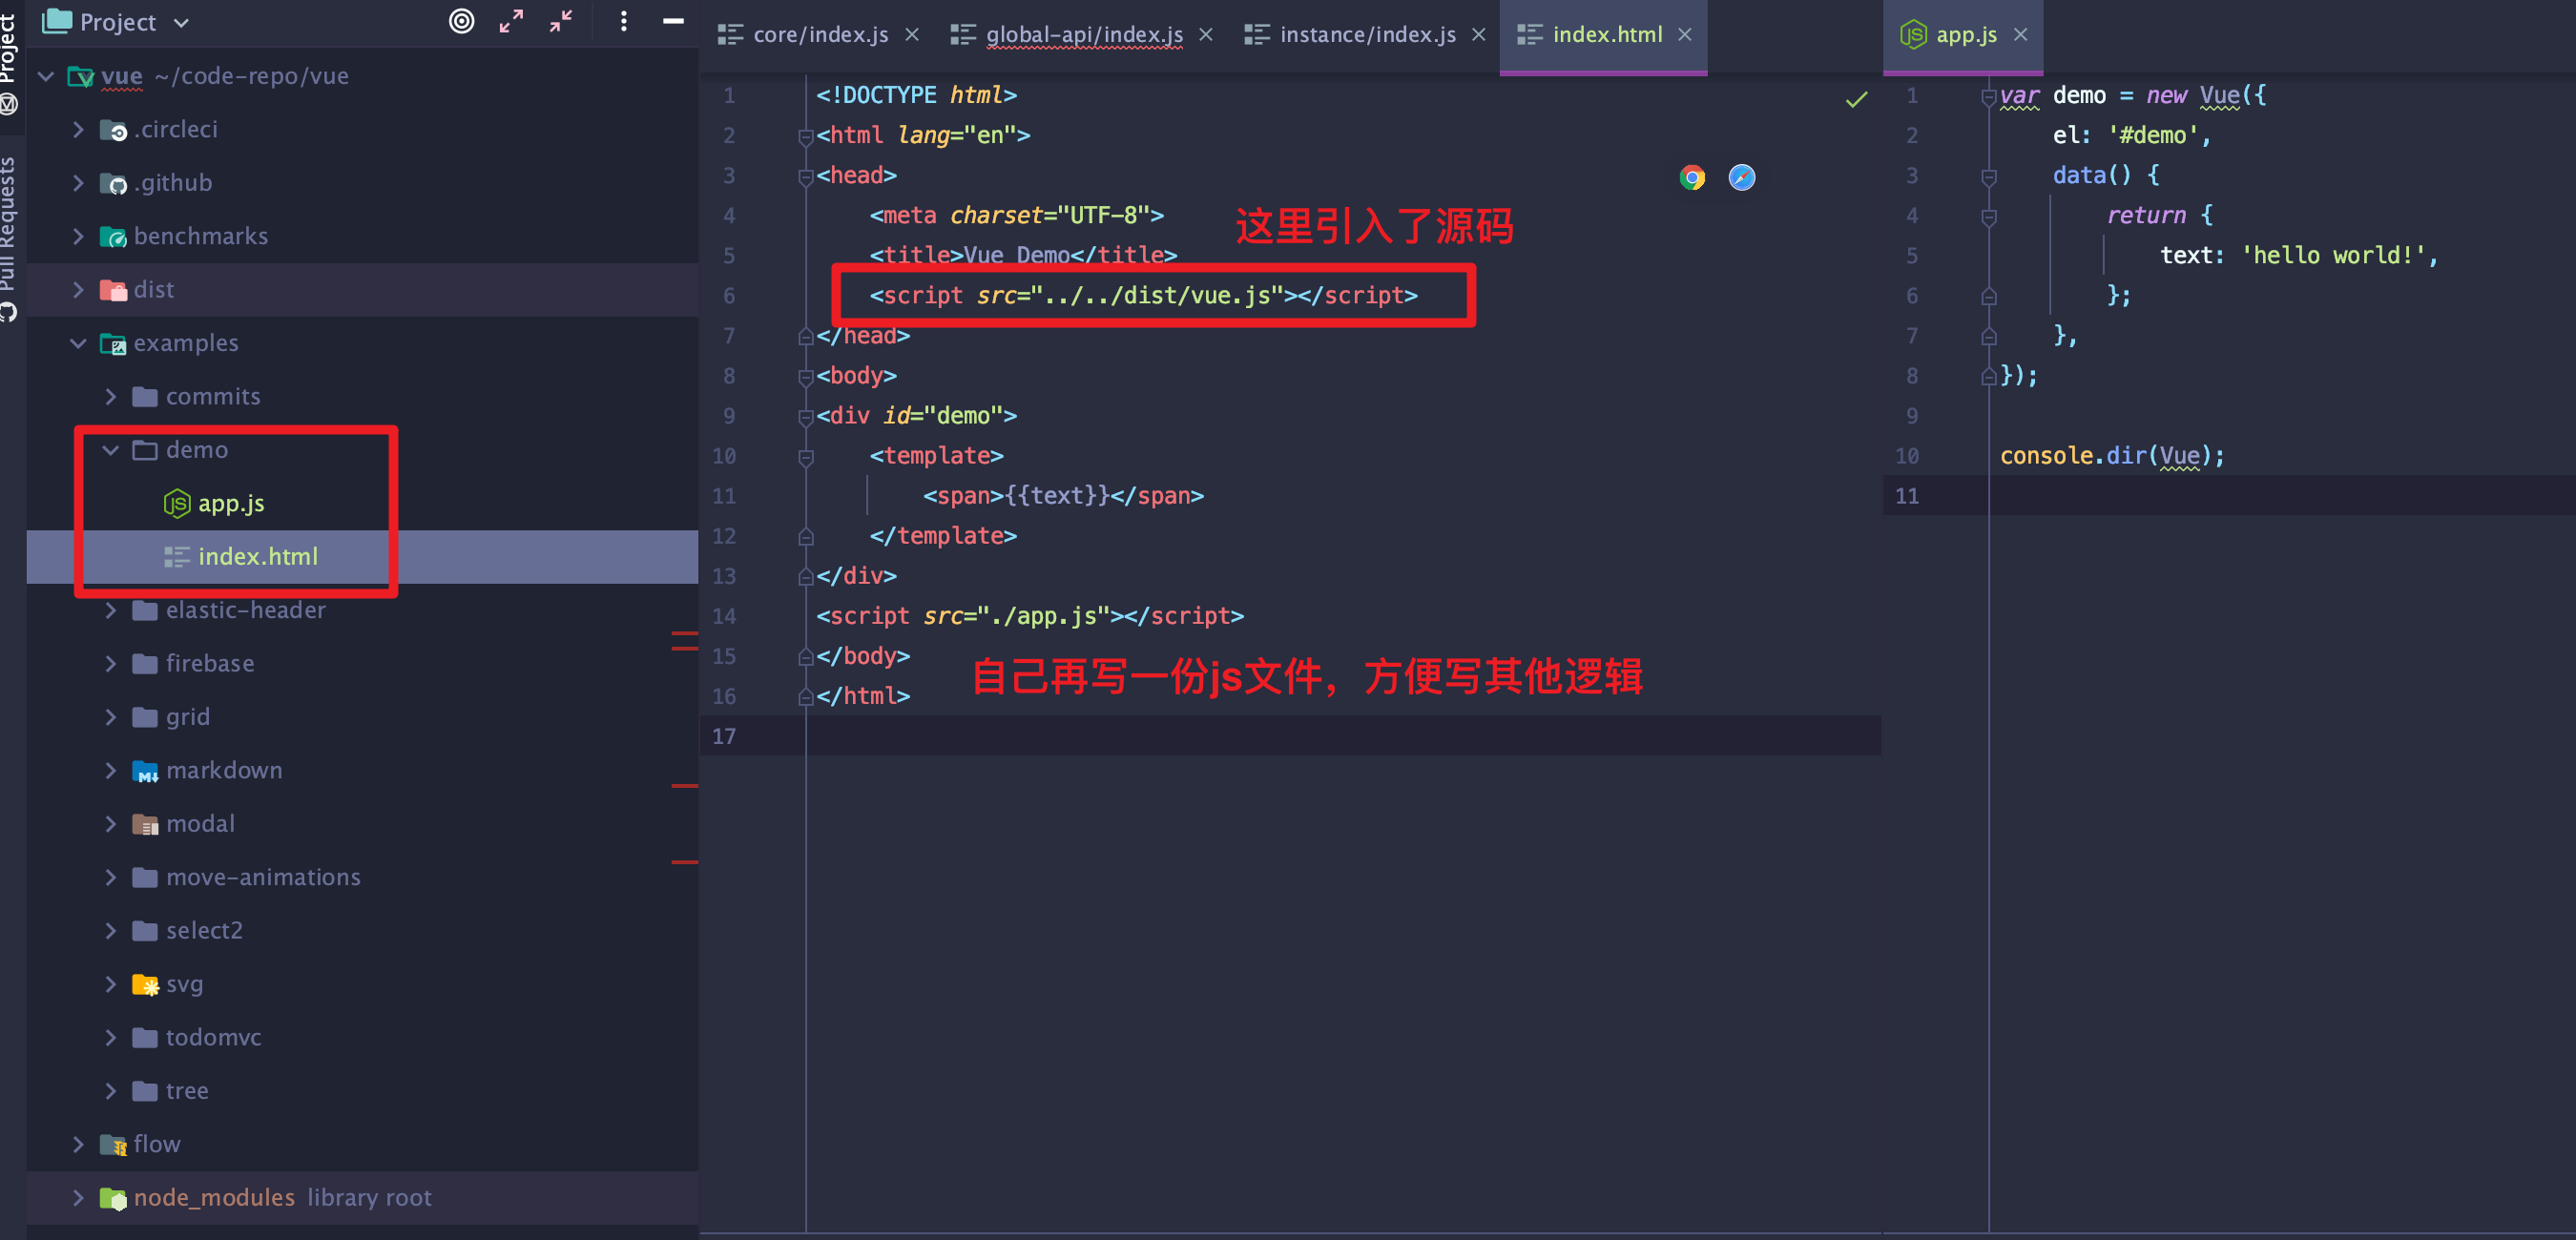 Project
Pull Requests
Project
vue ~/code-repo/vue
.circleci
.github
benchmarks
dist
examples
commits
demo
app.js
index.html
elastic-header
firebase
grid
markdown
modal
move-animations
select2
svg
todomvc
tree
flow
node_modules library root
core/index.js
global-api/index.js
instance/index.js
index.html
1 <!DOCTYPE html>
2 <html lang="en">
3 <head>
4 <meta charset="UTF-8">
这里引入了源码
5 <title>Vue Demo</title>
6 <script src="../../dist/vue.js"></script>
7 </head>
8 <body>
9 <div id="demo">
10 <template>
11 <span>{{text}}</span>
12 </template>
13 </div>
14 <script src="./app.js"></script>
15 </body>
自己再写一份js文件，方便写其他逻辑
16 </html>
17
app.js
1 var demo = new Vue({
2 el: '#demo',
3 data() {
4 return {
5 text: 'hello world!',
6 };
7 },
8 });
9
10 console.dir(Vue);
11